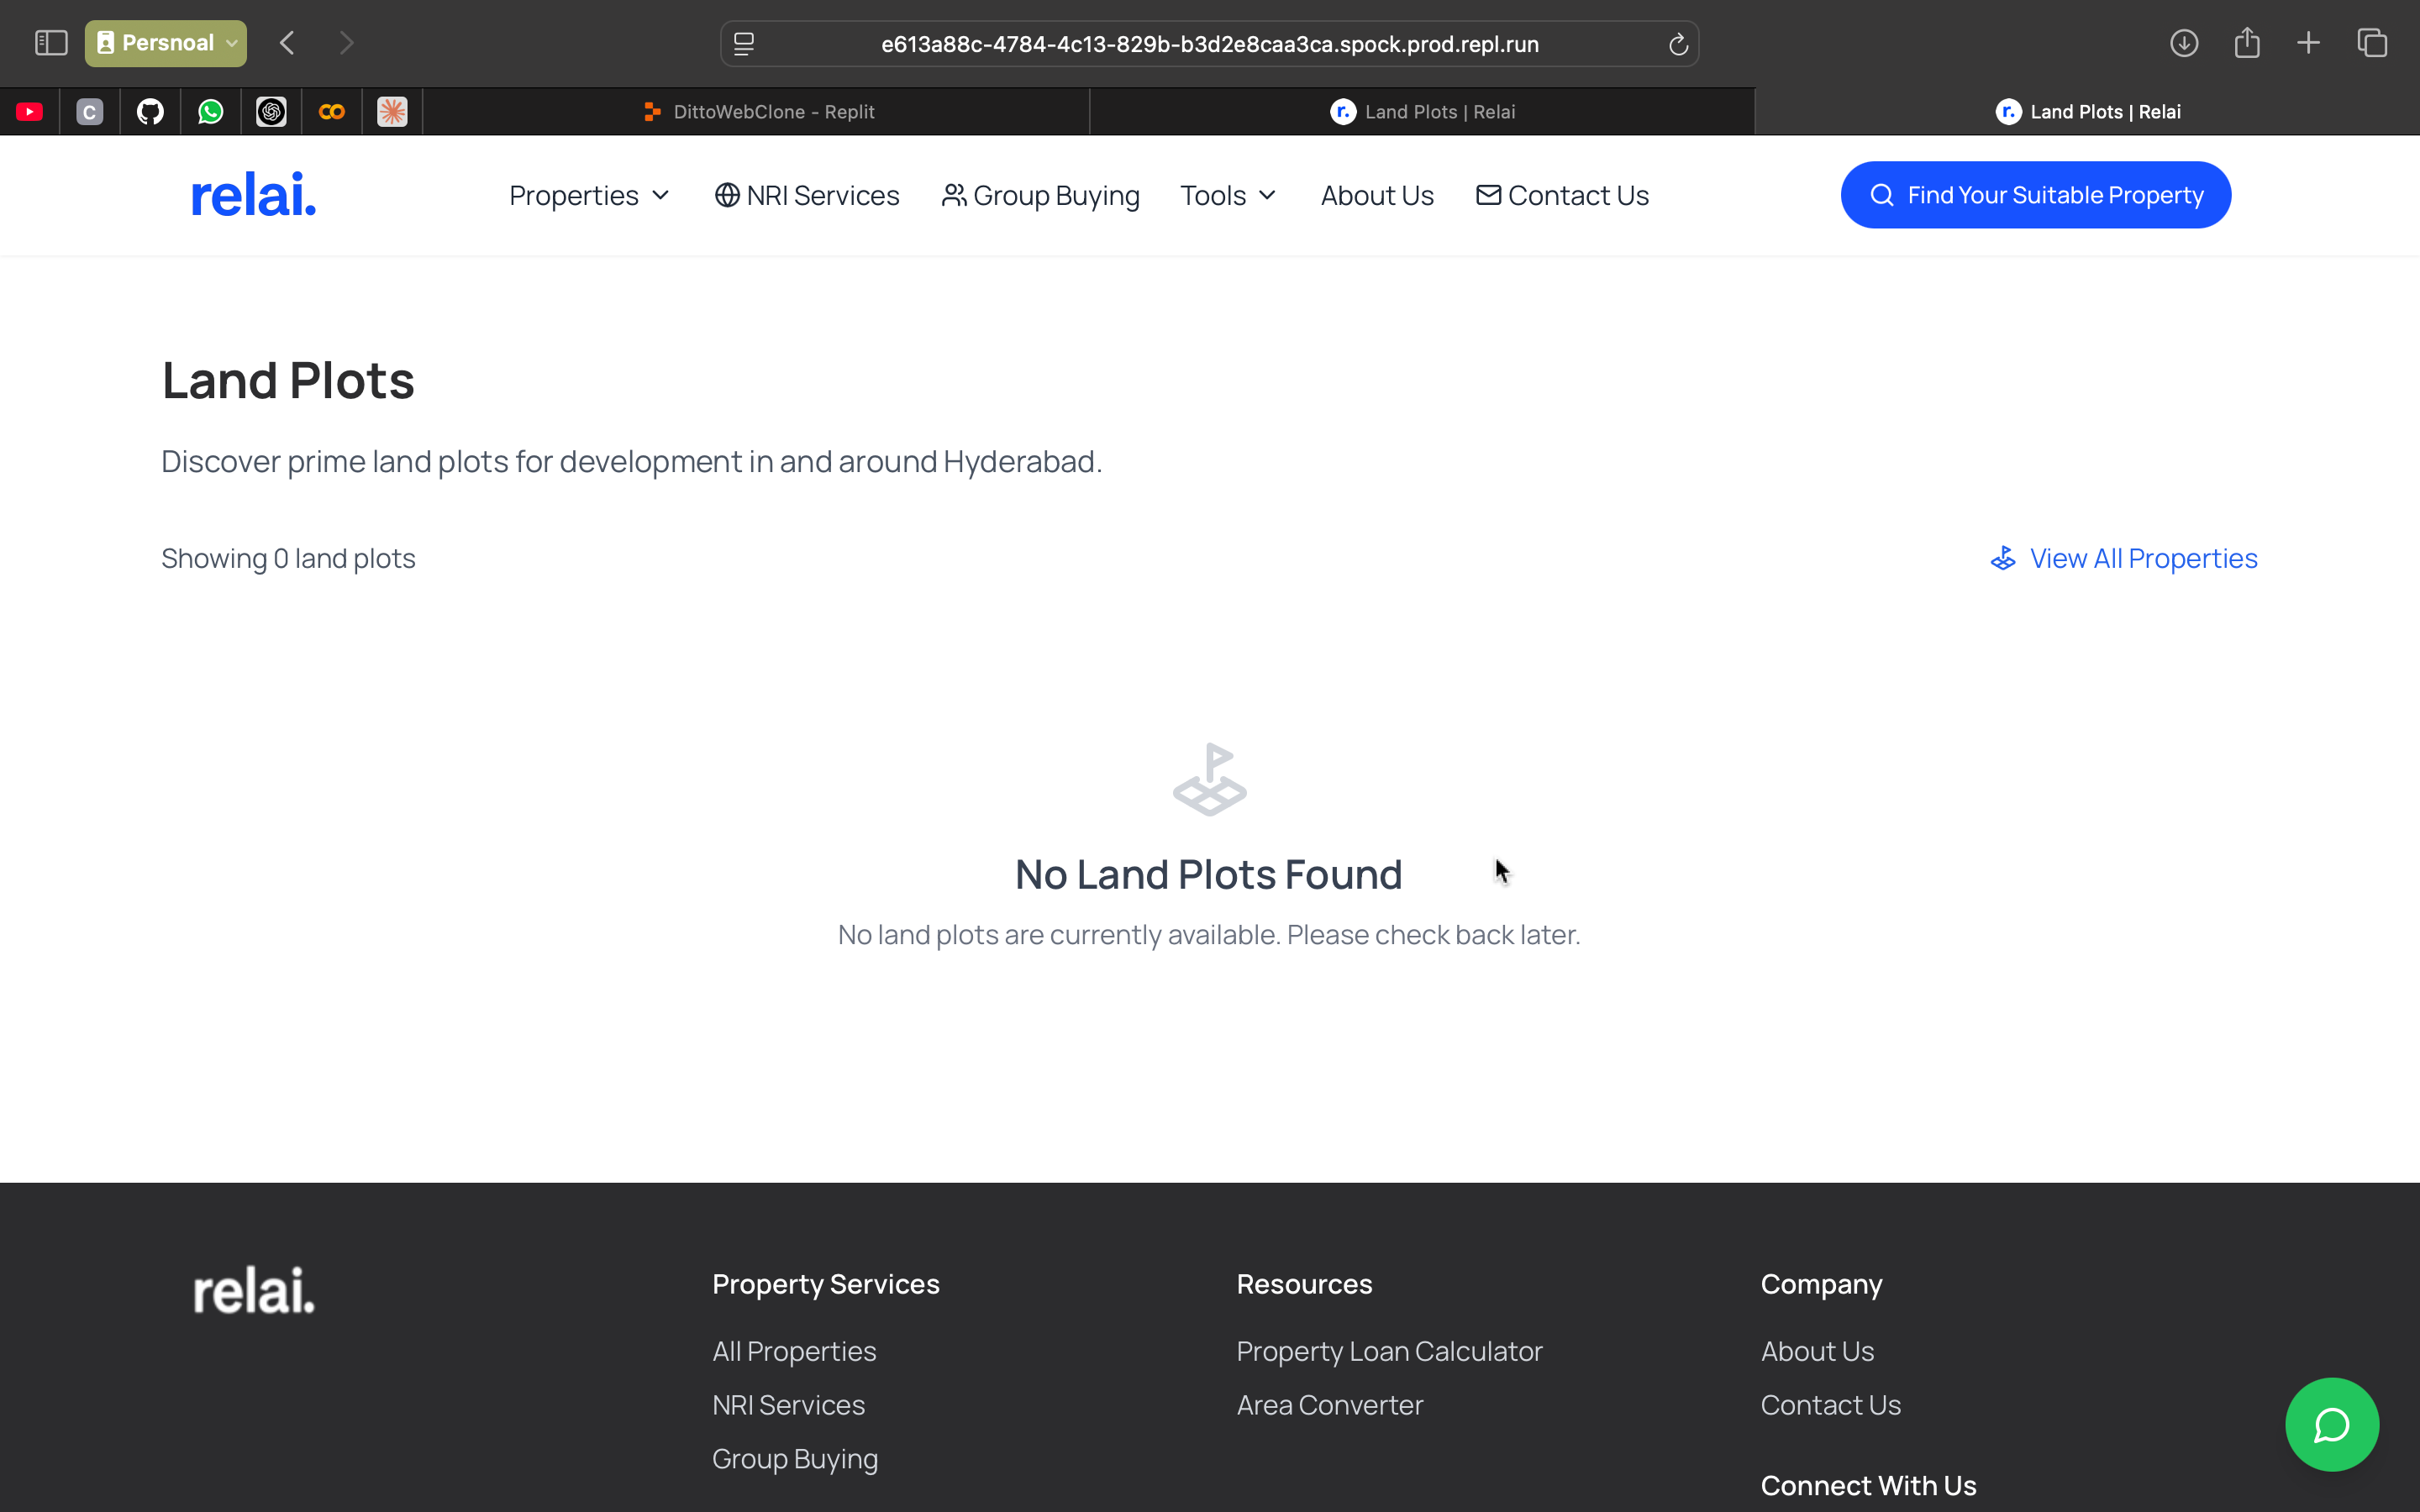 Persnoal
e613a88c-4784-4c13-829b-b3d2e8caa3ca.spock.prod.repl.run
C
DittoWebClone - Replit
r. Land Plots | Relai
r. Land Plots | Relai
relai.
Properties
NRI Services
Group Buying
Tools
About Us
Contact Us
Find Your Suitable Property
Land Plots
Discover prime land plots for development in and around Hyderabad.
Showing 0 land plots
View All Properties
No Land Plots Found
No land plots are currently available. Please check back later.
relai.
Property Services
All Properties
NRI Services
Group Buying
Resources
Property Loan Calculator
Area Converter
Company
About Us
Contact Us
Connect With Us